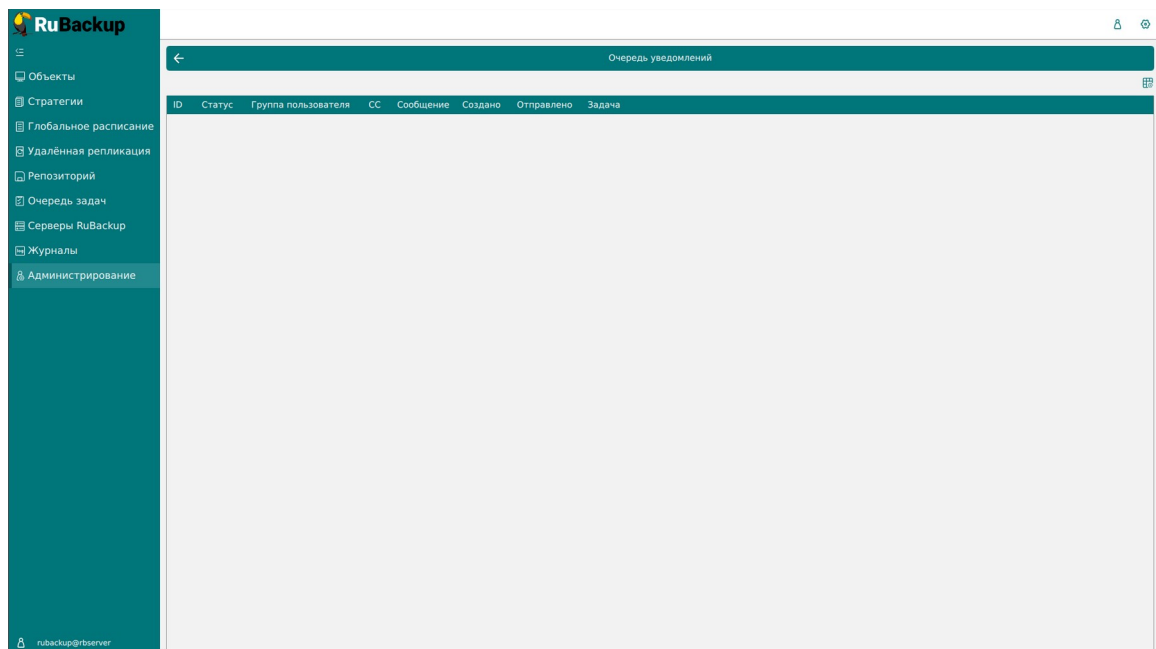 RuBackup
Очередь уведомлений
Объекты
Стратегии
Глобальное расписание
Удалённая репликация
Репозиторий
Очередь задач
Серверы RuBackup
Журналы
Администрирование
ID Статус Группа пользователя CC Сообщение Создано Отправлено Задача
rubackup@rbserver